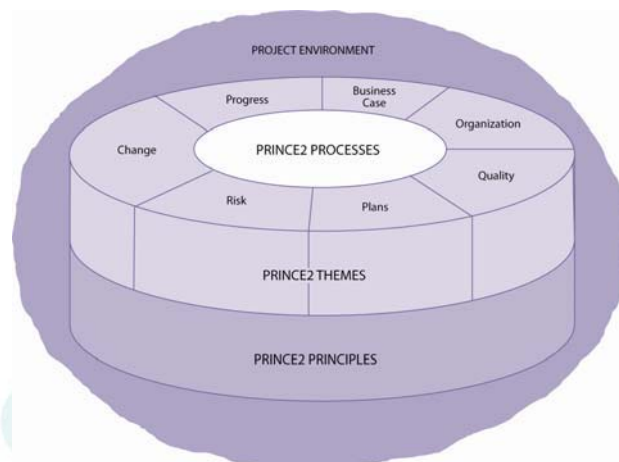 PROJECT ENVIRONMENT
Progress
Business
Case
Organization
Change
PRINCE2 PROCESSES
Quality
Risk
Plans
PRINCE2 THEMES
PRINCE2 PRINCIPLES